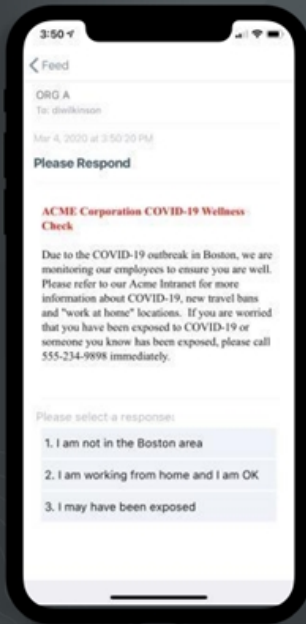 3:50
Feed
ORG A
To: dwilkinson
Mar 4, 2020 at 3:50:20 PM
Please Respond
ACME Corporation COVID-19 Wellness
Check
Due to the COVID-19 outbreak in Boston, we are
monitoring our employees to ensure you are well.
Please refer to our Acme Intranet for more
information about COVID-19, new travel bans
and "work at home" locations. If you are worried
that you have been exposed to COVID-19 or
someone you know has been exposed, please call
555-234-9898 immediately.
Please select a response:
1. I am not in the Boston area
2. I am working from home and I am OK
3. I may have been exposed